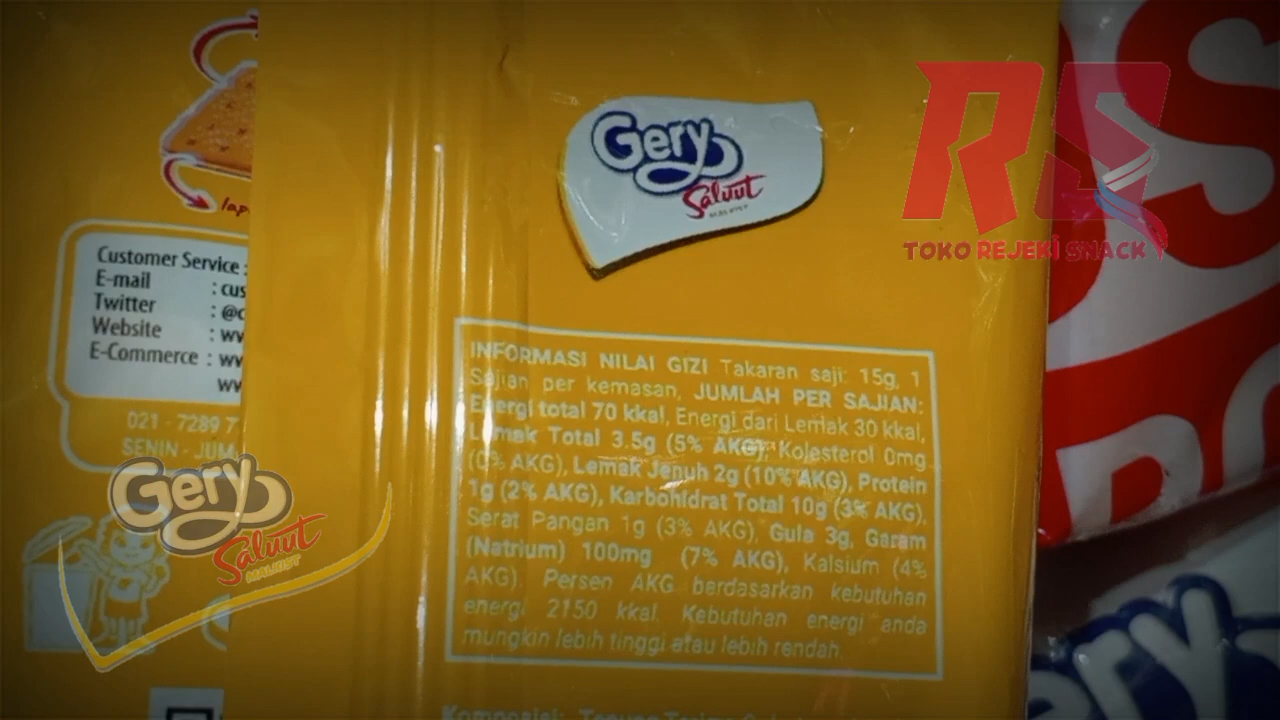 Gery
Saluut
RS
TOKO REJEKI SNACK
Customer Service :
E-mail : cus
Twitter : @c
Website : ww
E-Commerce : ww
ww
021 - 7289 7
SENIN - JUM
INFORMASI NILAI GIZI Takaran saji: 15g, 1
Sajian per kemasan, JUMLAH PER SAJIAN:
Energi total 70 kkal, Energi dari Lemak 30 kkal,
Lemak Total 3.5g (5% AKG), Kolesterol 0mg
(0% AKG), Lemak Jenuh 2g (10% AKG), Protein
1g (2% AKG), Karbohidrat Total 10g (3% AKG),
Serat Pangan 1g (3% AKG), Gula 3g, Garam
(Natrium) 100mg (7% AKG), Kalsium (4%
AKG). Persen AKG berdasarkan kebutuhan
energi 2150 kkal. Kebutuhan energi anda
mungkin lebih tinggi atau lebih rendah.
Gery
Saluut
MALKIST
ery